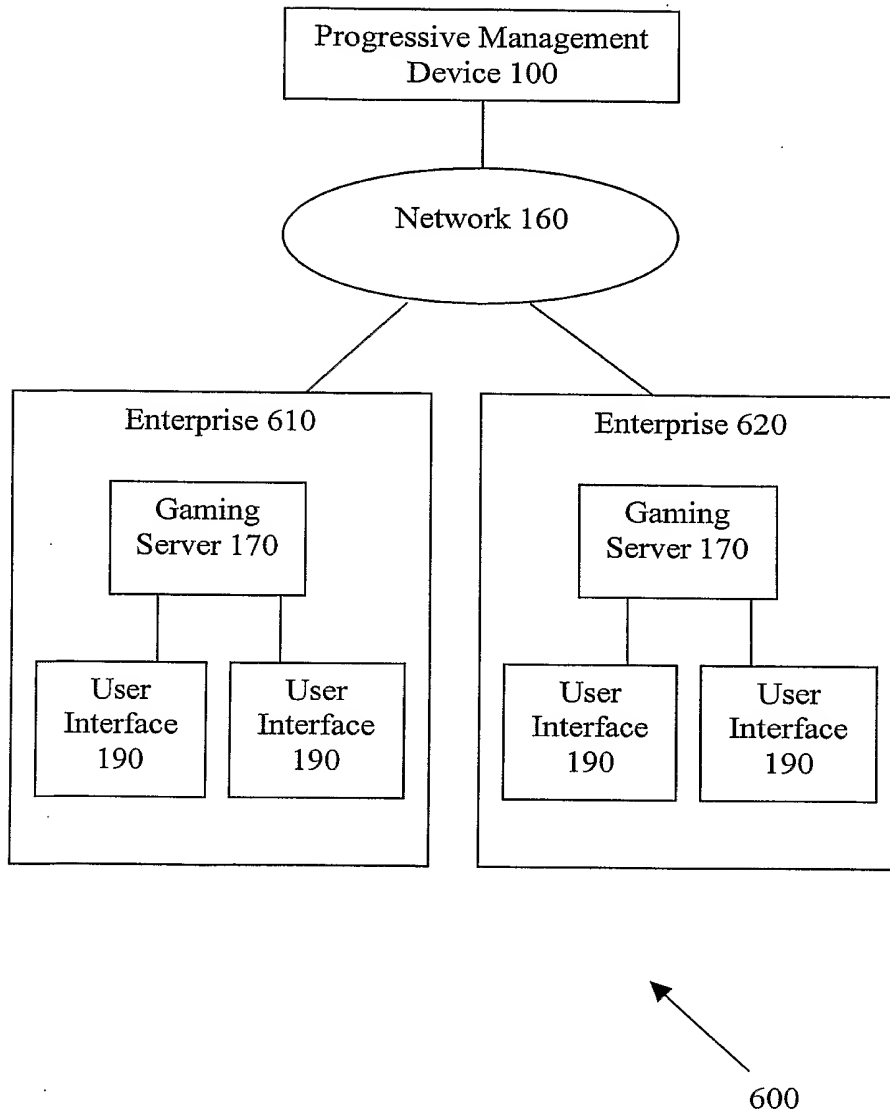 Progressive Management
Device 100
Network 160
Enterprise 610
Gaming
Server 170
User
Interface
190
User
Interface
190
Enterprise 620
Gaming
Server 170
User
Interface
190
User
Interface
190
600